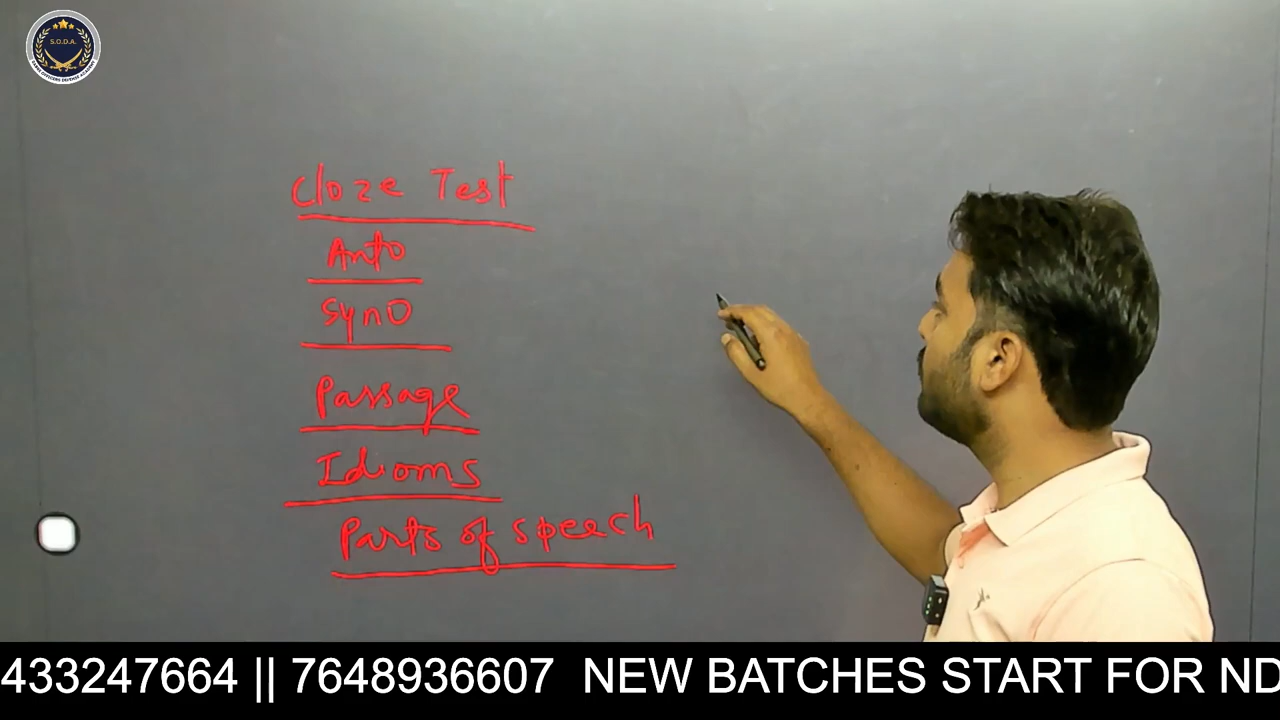 S.O.D.A.
Cloze Test
Anto
Syno
Passage
Idioms
Parts of speech
433247664 || 7648936607 NEW BATCHES START FOR ND